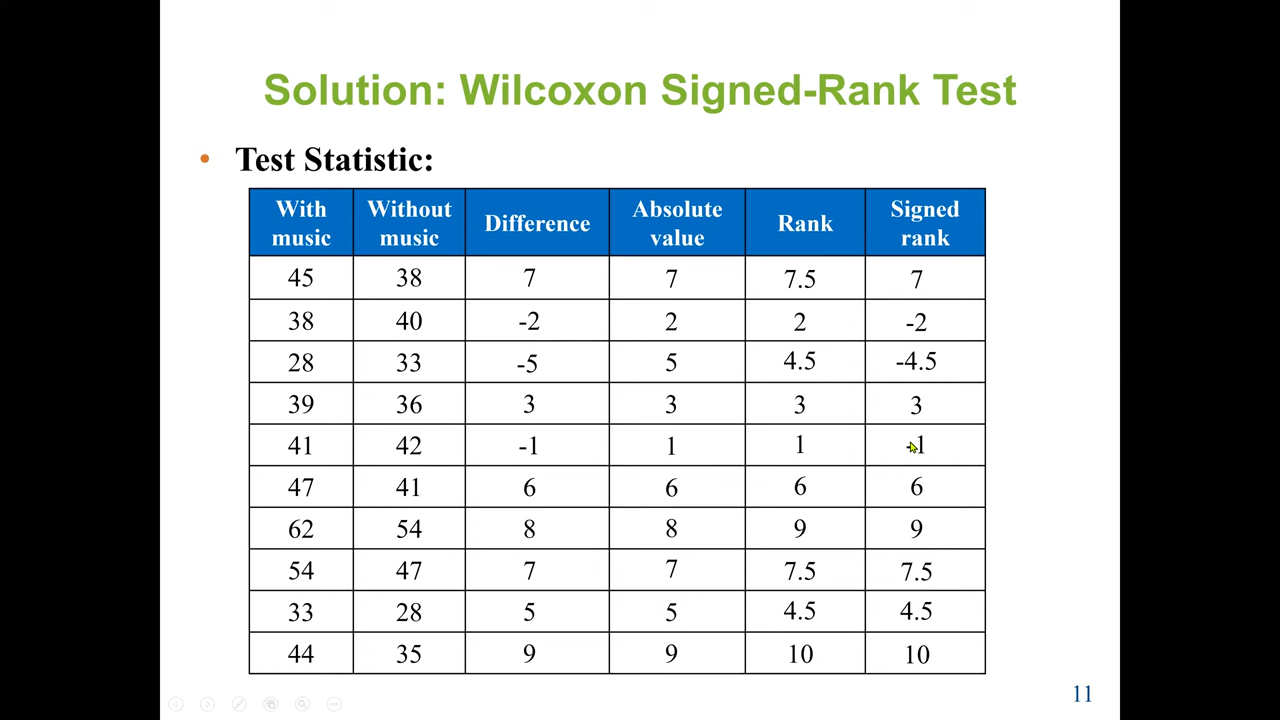 Solution: Wilcoxon Signed-Rank Test
• Test Statistic:
With music Without music Difference Absolute value Rank Signed rank
45 38 7 7 7.5 7
38 40 -2 2 2 -2
28 33 -5 5 4.5 -4.5
39 36 3 3 3 3
41 42 -1 1 1 -1
47 41 6 6 6 6
62 54 8 8 9 9
54 47 7 7 7.5 7.5
33 28 5 5 4.5 4.5
44 35 9 9 10 10
11